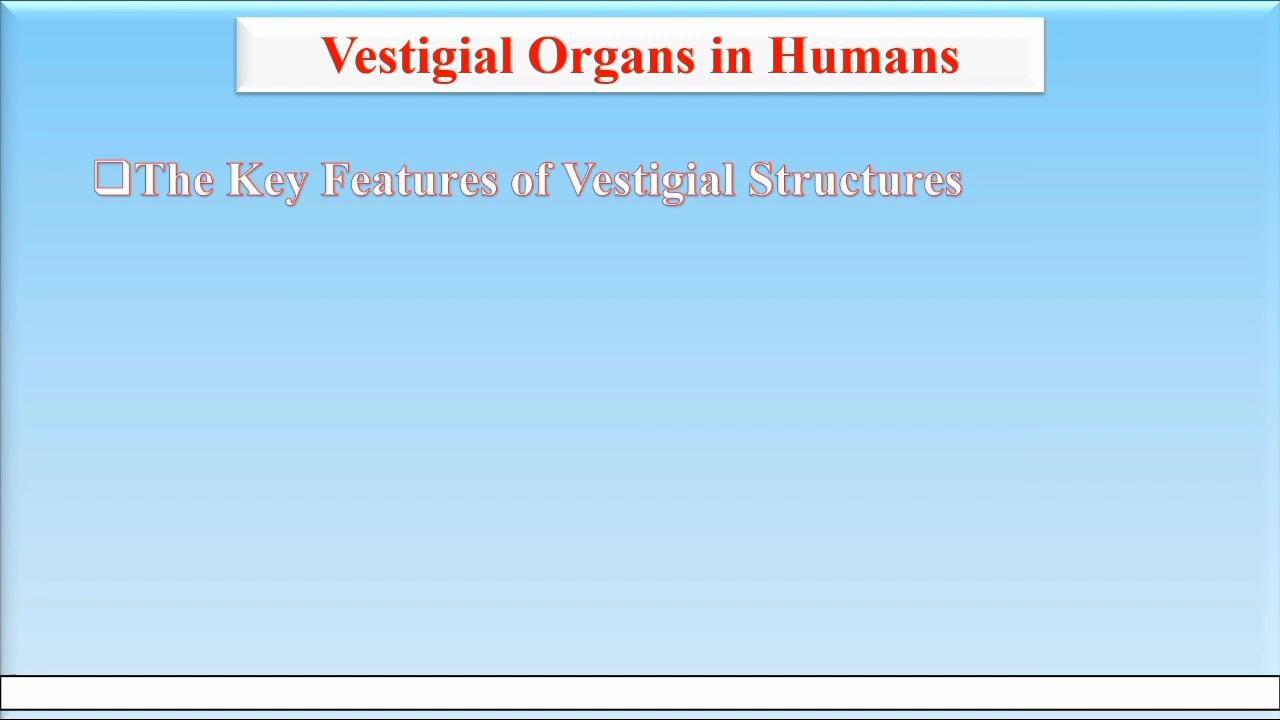 Vestigial Organs in Humans
❑The Key Features of Vestigial Structures